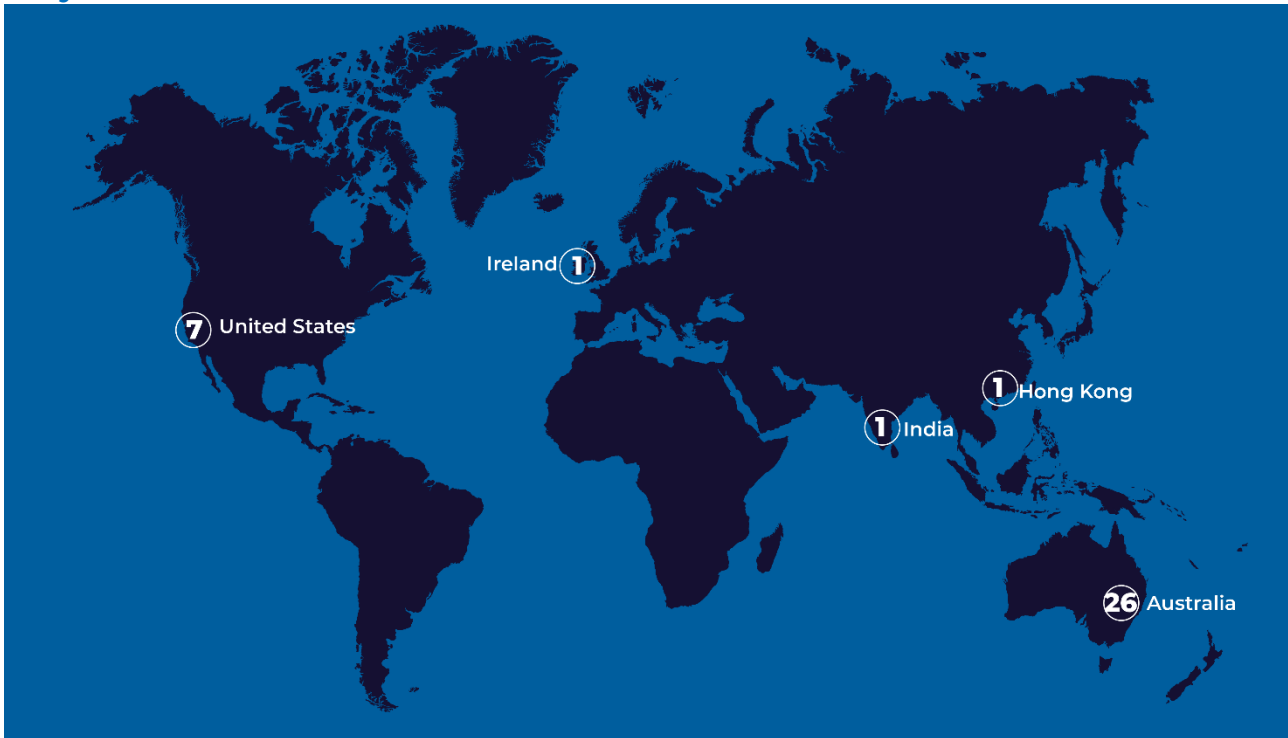 Ireland 1
7 United States
1 Hong Kong
1 India
26 Australia